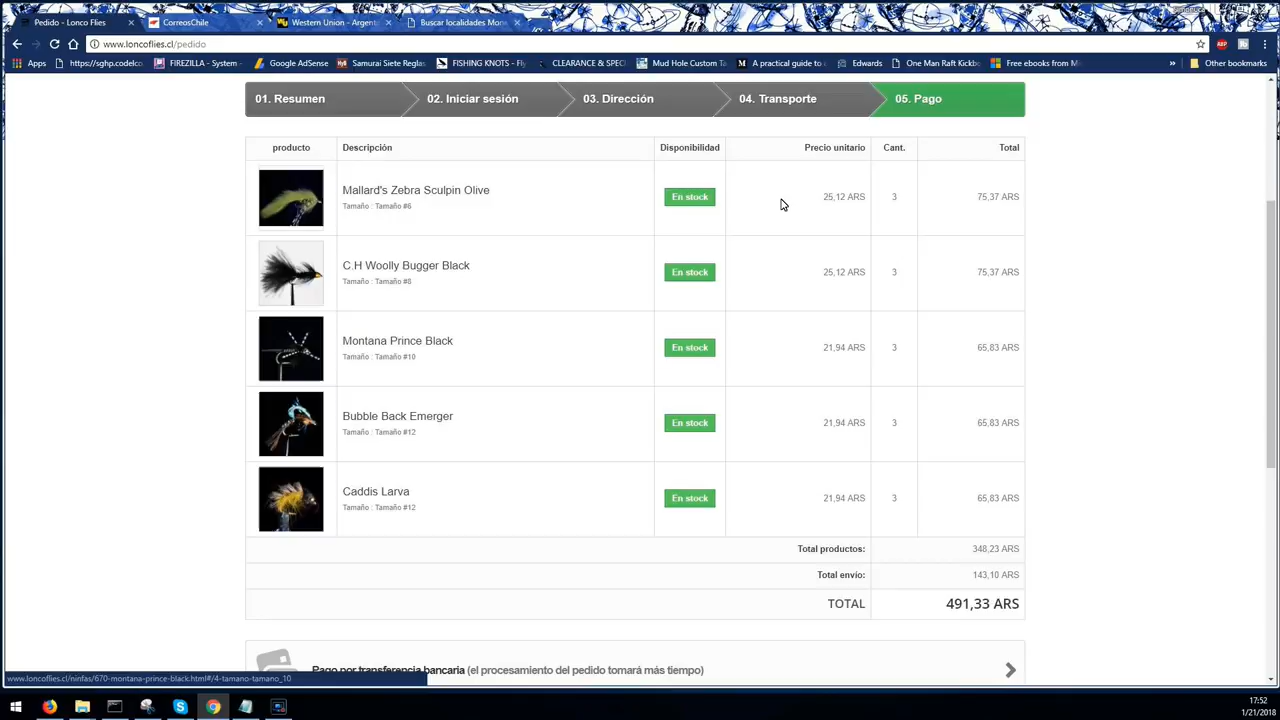 Pedido - Lonco Flies
CorreosChile
Western Union - Argent
Buscar localidades Mone
www.loncoflies.cl/pedido
Apps
https://sghp.codelco
FIREZILLA - System
Google AdSense
Samurai Siete Reglas
FISHING KNOTS - Fly
CLEARANCE & SPECI
Mud Hole Custom Ta
A practical guide to
Edwards
One Man Raft Kickbo
Free ebooks from Mi
»
Other bookmarks
01. Resumen
02. Iniciar sesión
03. Dirección
04. Transporte
05. Pago
producto
Descripción
Disponibilidad
Precio unitario
Cant.
Total
Mallard's Zebra Sculpin Olive
Tamaño : Tamaño #6
En stock
25,12 ARS
3
75,37 ARS
C.H Woolly Bugger Black
Tamaño : Tamaño #8
En stock
25,12 ARS
3
75,37 ARS
Montana Prince Black
Tamaño : Tamaño #10
En stock
21,94 ARS
3
65,83 ARS
Bubble Back Emerger
Tamaño : Tamaño #12
En stock
21,94 ARS
3
65,83 ARS
Caddis Larva
Tamaño : Tamaño #12
En stock
21,94 ARS
3
65,83 ARS
Total productos:
348,23 ARS
Total envío:
143,10 ARS
TOTAL
491,33 ARS
Pago por transferencia bancaria (el procesamiento del pedido tomará más tiempo)
www.loncoflies.cl/ninfas/670-montana-prince-black.html#/4-tamano-tamano_10
17:52
1/21/2018